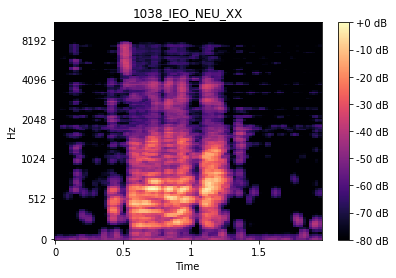 1038_IEO_NEU_XX
8192
4096
2048
1024
512
0
Hz
0
0.5
1
1.5
Time
+0 dB
-10 dB
-20 dB
-30 dB
-40 dB
-50 dB
-60 dB
-70 dB
-80 dB